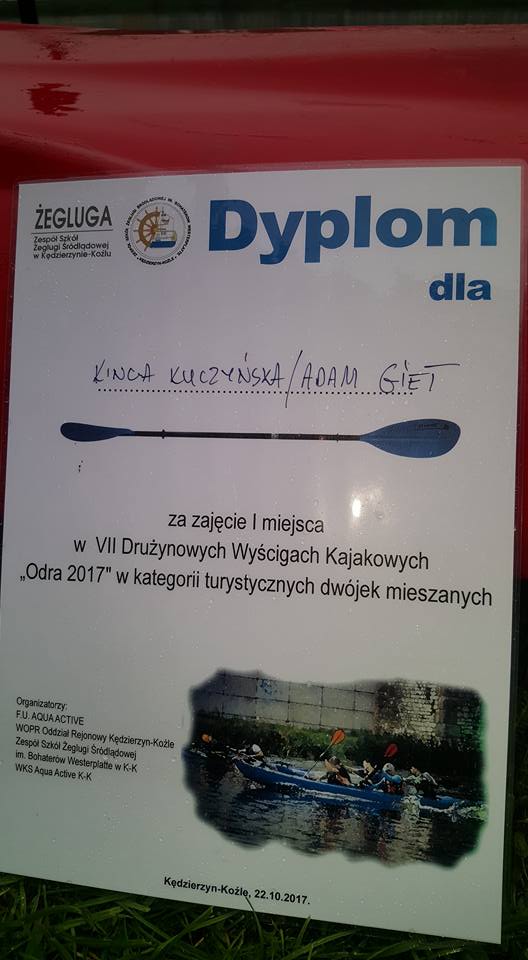 ŻEGLUGA
Zespół Szkół
Żeglugi Śródlądowej
w Kędzierzynie-Koźlu
Dyplom
dla
KINGA KUCZYŃSKA/ADAM GIET
za zajęcie I miejsca
w VII Drużynowych Wyścigach Kajakowych
„Odra 2017" w kategorii turystycznych dwójek mieszanych
Organizatorzy:
F.U. AQUA ACTIVE
WOPR Oddział Rejonowy Kędzierzyn-Koźle
Zespół Szkół Żeglugi Śródlądowej
im. Bohaterów Westerplatte w K-K
WKS Aqua Active K-K
Kędzierzyn-Koźle, 22.10.2017.